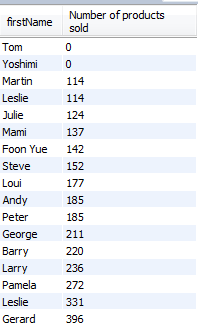 firstName Number of products
sold
Tom 0
Yoshimi 0
Martin 114
Leslie 114
Julie 124
Mami 137
Foon Yue 142
Steve 152
Loui 177
Andy 185
Peter 185
George 211
Barry 220
Larry 236
Pamela 272
Leslie 331
Gerard 396